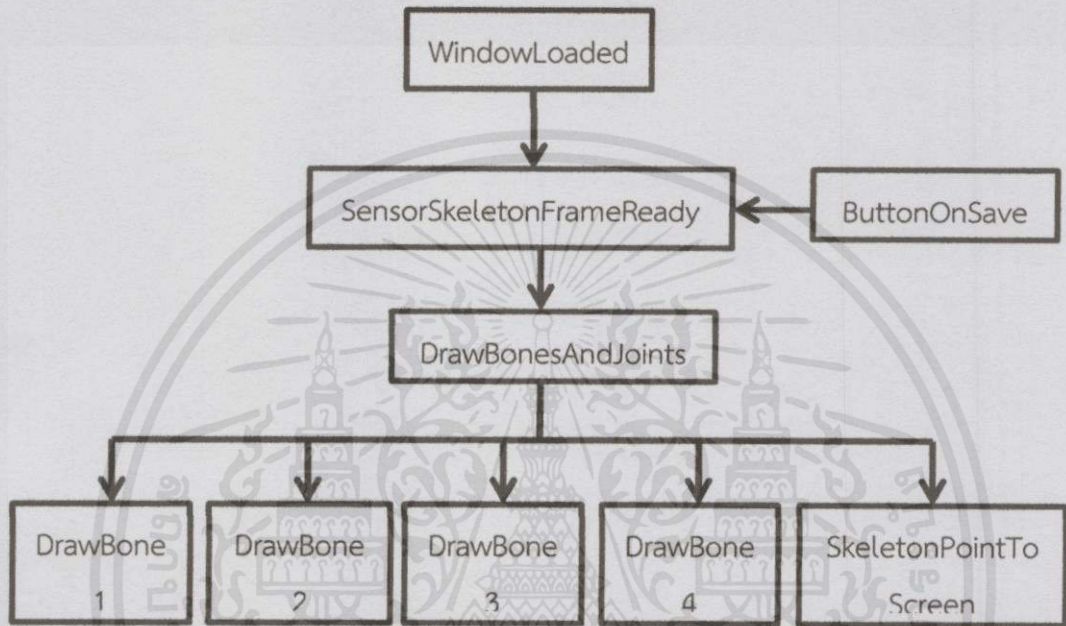 WindowLoaded
SensorSkeletonFrameReady
ButtonOnSave
DrawBonesAndJoints
DrawBone
1
DrawBone
2
DrawBone
3
DrawBone
4
SkeletonPointTo
Screen